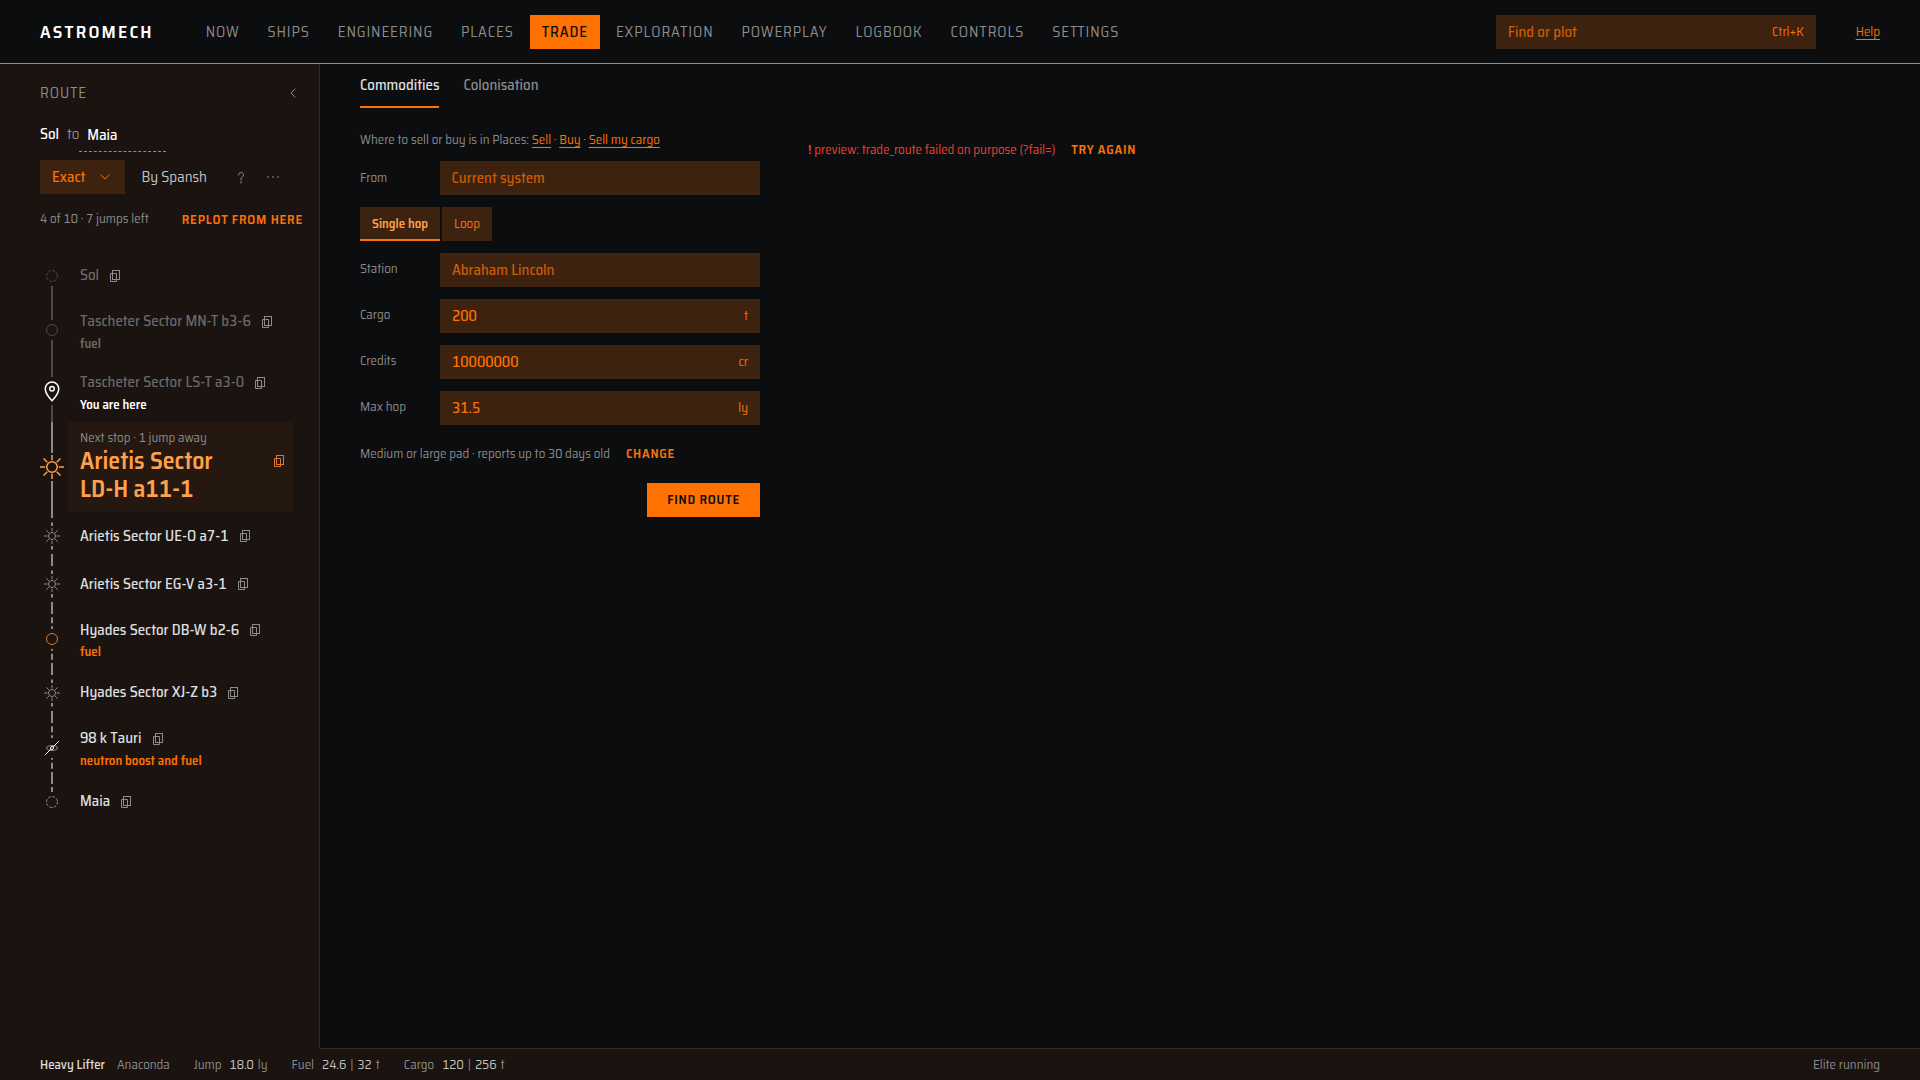 ASTROMECH NOW SHIPS ENGINEERING PLACES TRADE EXPLORATION POWERPLAY LOGBOOK CONTROLS SETTINGS Find or plot Ctrl+K Help
ROUTE
Sol to Maia
Exact By Spansh ? ...
4 of 10 · 7 jumps left REPLOT FROM HERE
Sol
Tascheter Sector MN-T b3-6
fuel
Tascheter Sector LS-T a3-0
You are here
Next stop · 1 jump away
Arietis Sector
LD-H a11-1
Arietis Sector UE-O a7-1
Arietis Sector EG-V a3-1
Hyades Sector DB-W b2-6
fuel
Hyades Sector XJ-Z b3
98 k Tauri
neutron boost and fuel
Maia
Commodities Colonisation
Where to sell or buy is in Places: Sell · Buy · Sell my cargo
From Current system
Single hop Loop
Station Abraham Lincoln
Cargo 200 t
Credits 10000000 cr
Max hop 31.5 ly
Medium or large pad · reports up to 30 days old CHANGE
FIND ROUTE
! preview: trade_route failed on purpose (?fail=) TRY AGAIN
Heavy Lifter Anaconda Jump 18.0 ly Fuel 24.6 | 32 t Cargo 120 | 256 t Elite running